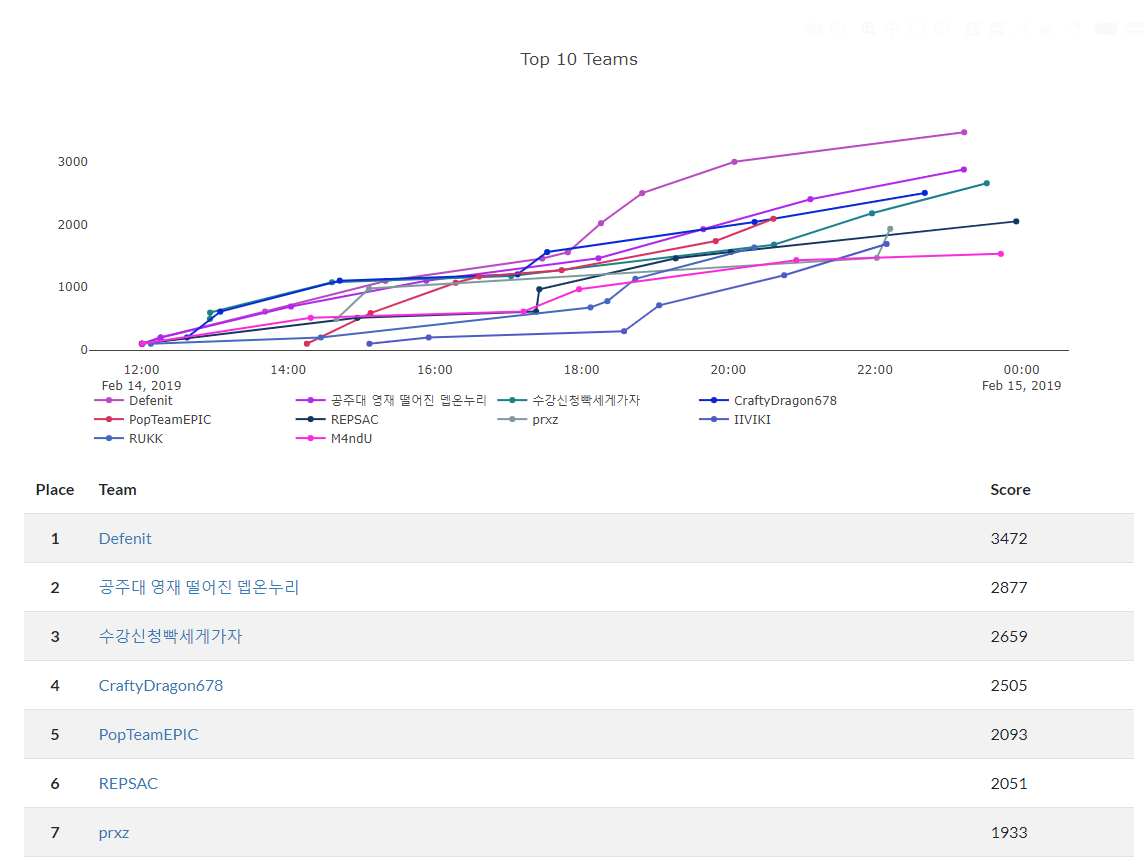 Top 10 Teams
3000
2000
1000
0
12:00 14:00 16:00 18:00 20:00 22:00 00:00
Feb 14, 2019 Feb 15, 2019
Defenit 공주대 영재 떨어진 뎁온누리 수강신청빡세게가자 CraftyDragon678
PopTeamEPIC REPSAC prxz IIVIKI
RUKK M4ndU
Place Team Score
1 Defenit 3472
2 공주대 영재 떨어진 뎁온누리 2877
3 수강신청빡세게가자 2659
4 CraftyDragon678 2505
5 PopTeamEPIC 2093
6 REPSAC 2051
7 prxz 1933